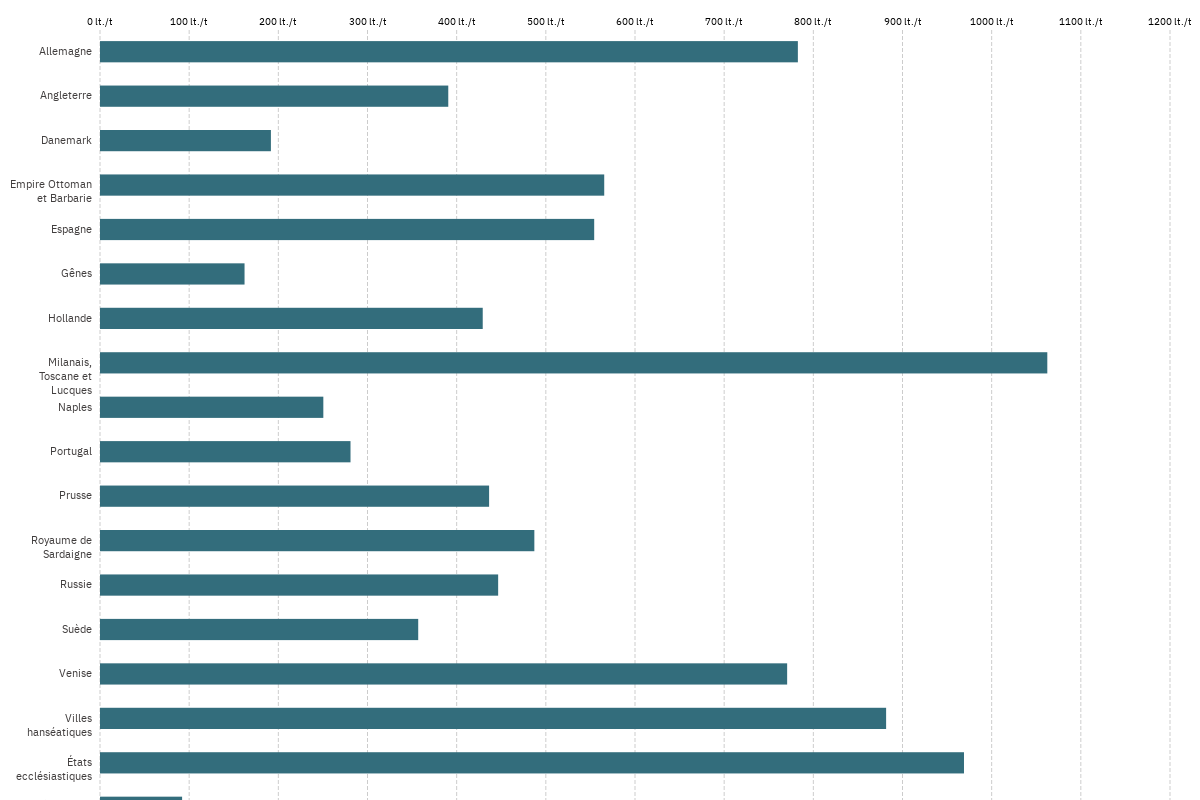 0 lt./t 100 lt./t 200 lt./t 300 lt./t 400 lt./t 500 lt./t 600 lt./t 700 lt./t 800 lt./t 900 lt./t 1000 lt./t 1100 lt./t 1200 lt./t
Allemagne
Angleterre
Danemark
Empire Ottoman
et Barbarie
Espagne
Gênes
Hollande
Milanais,
Toscane et
Lucques
Naples
Portugal
Prusse
Royaume de
Sardaigne
Russie
Suède
Venise
Villes
hanséatiques
États
ecclésiastiques